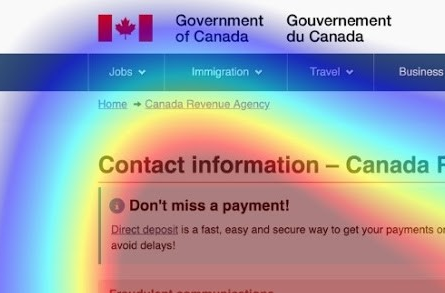 Government of Canada
Gouvernement du Canada
Jobs Immigration Travel Business
Home → Canada Revenue Agency
Contact information – Canada R
Don't miss a payment!
Direct deposit is a fast, easy and secure way to get your payments on
avoid delays!
Fraudulent communications